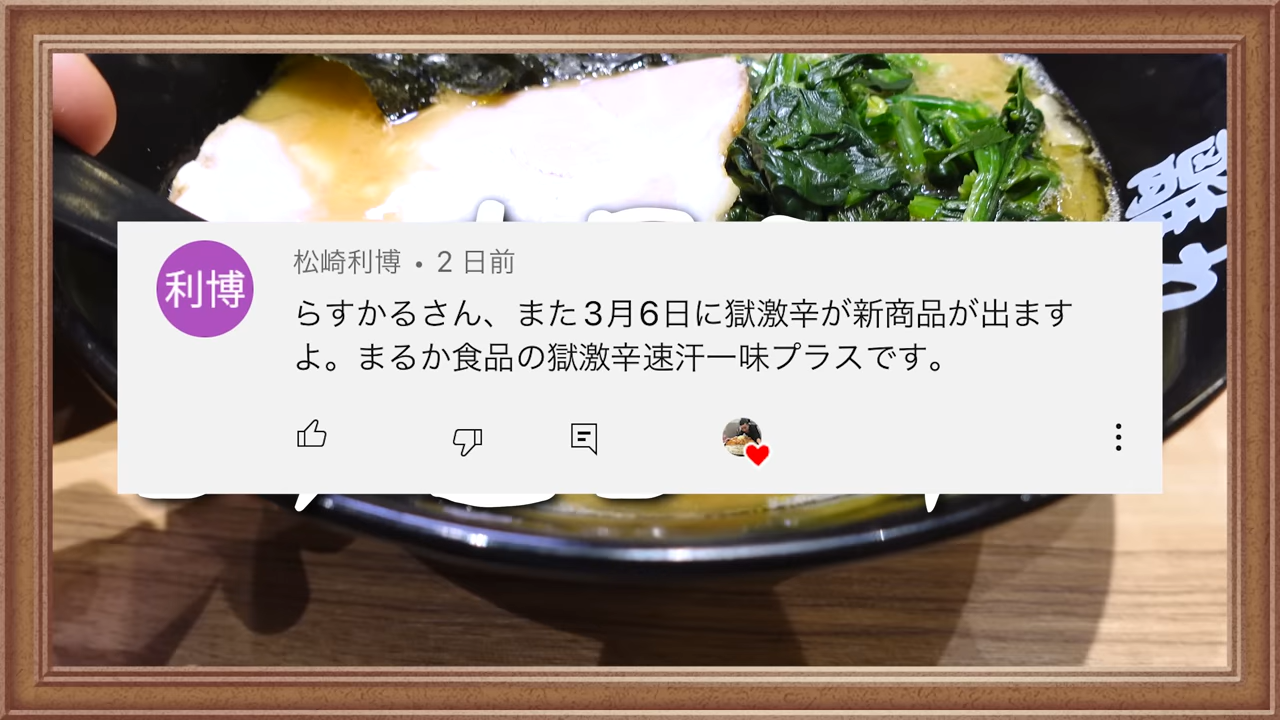 利博
松崎利博 • 2 日前
らすかるさん、また3月6日に獄激辛が新商品が出ます
よ。まるか食品の獄激辛速汗一味プラスです。